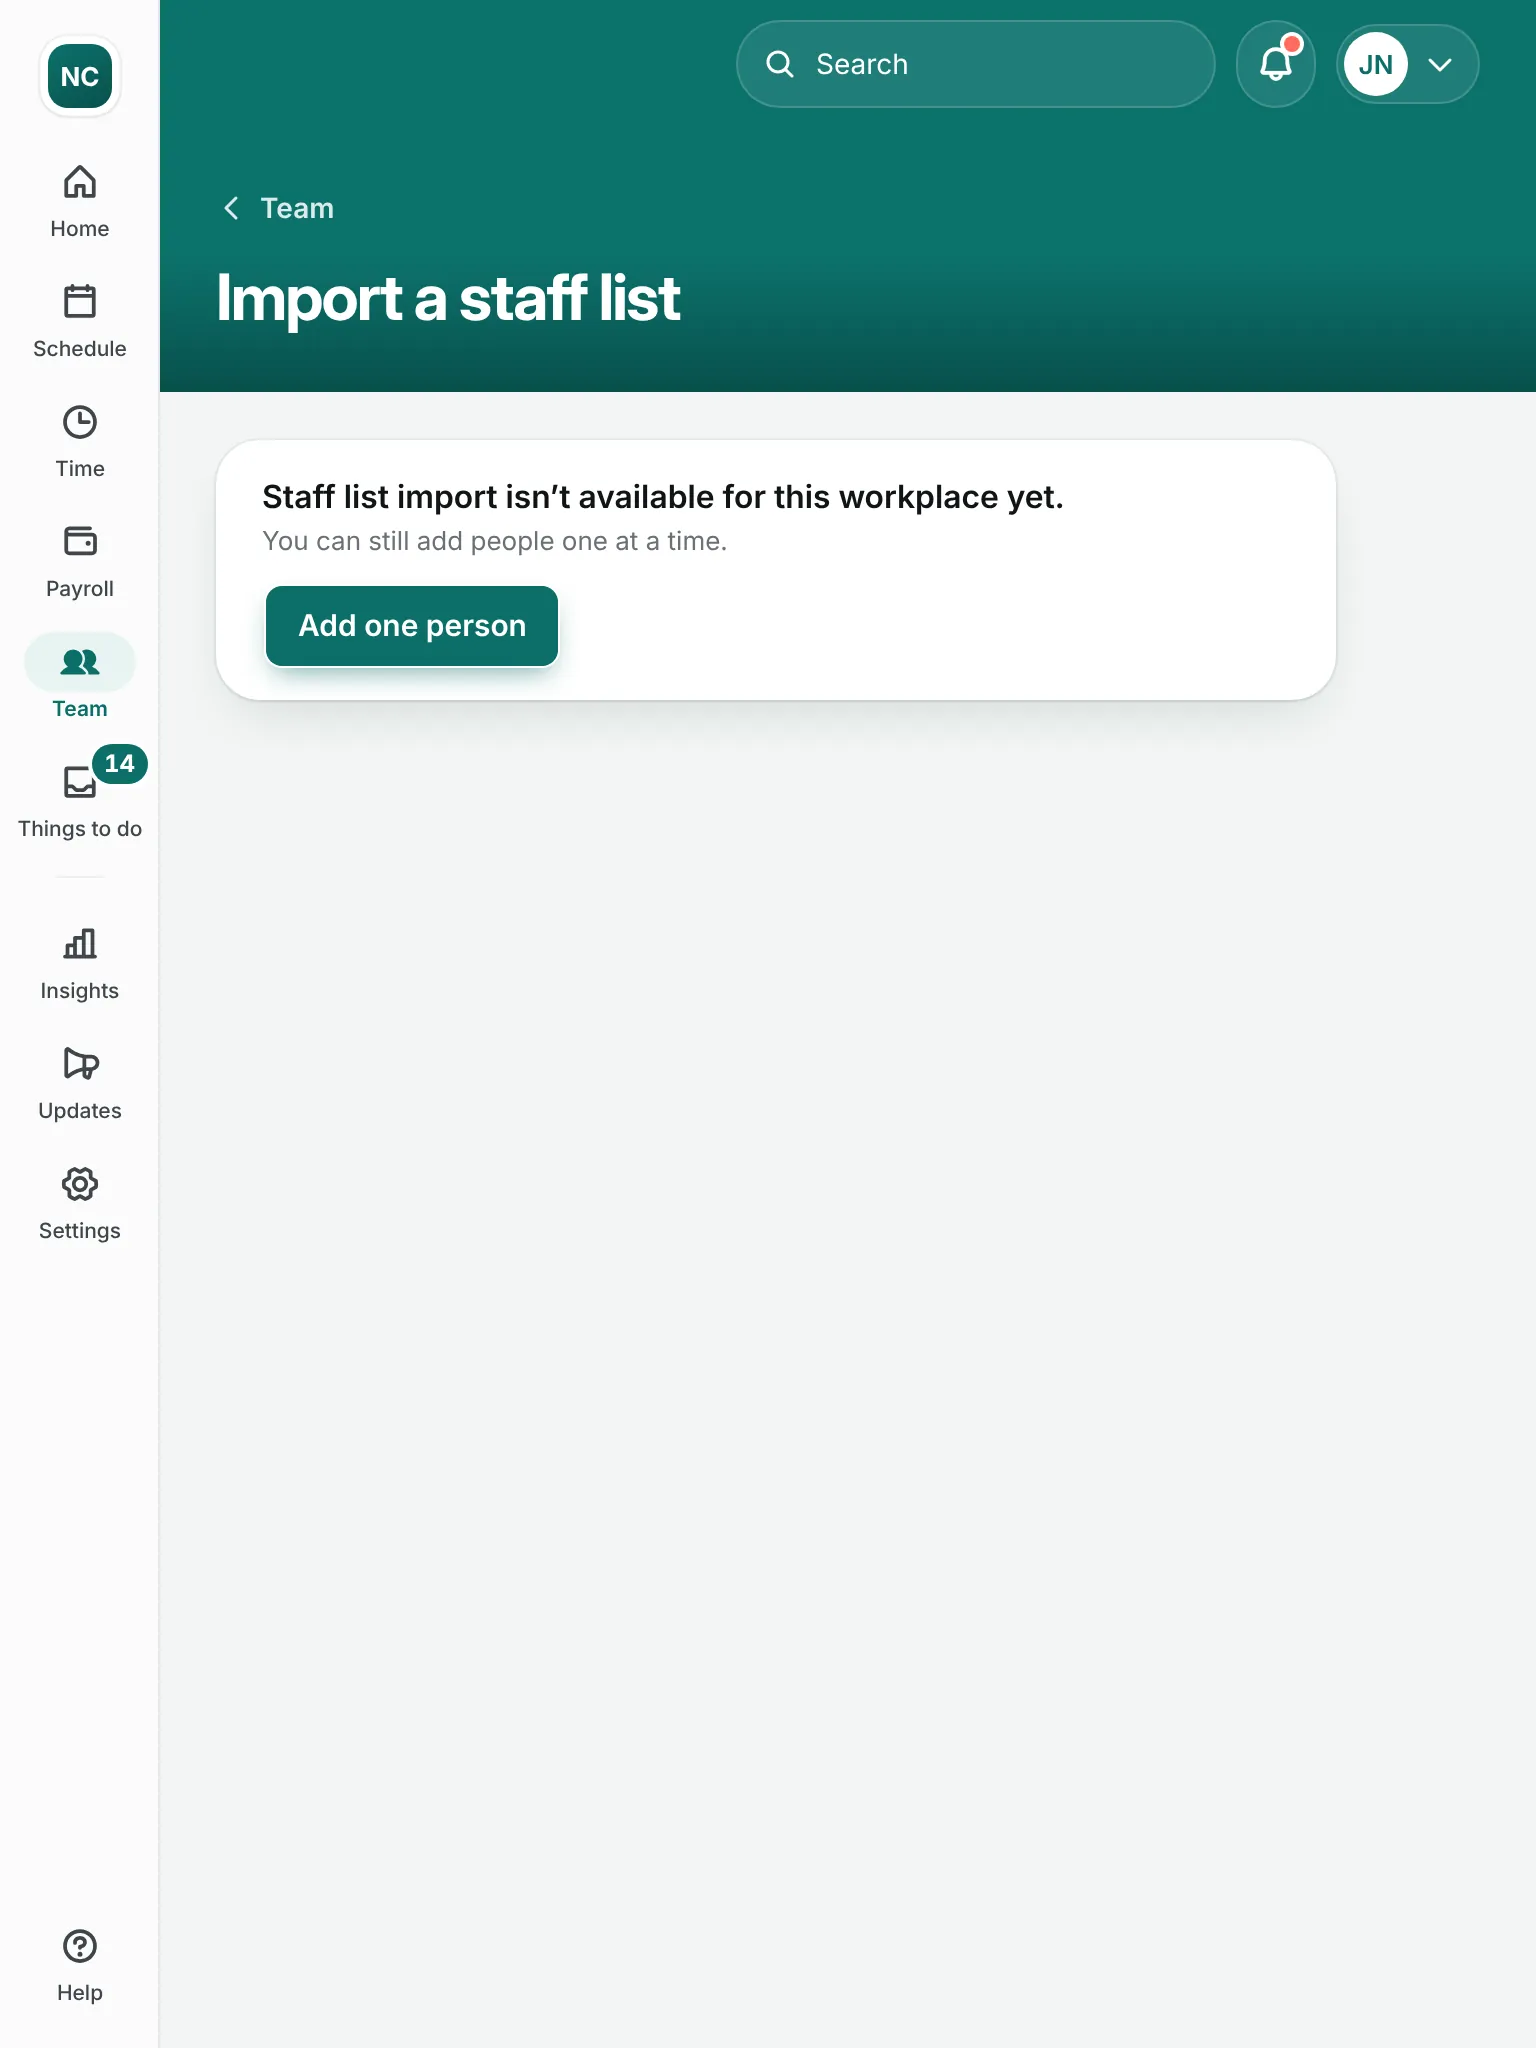 NC
Search
JN
Home
Schedule
Time
Payroll
Team
14
Things to do
Insights
Updates
Settings
Help
Team
Import a staff list
Staff list import isn’t available for this workplace yet.
You can still add people one at a time.
Add one person